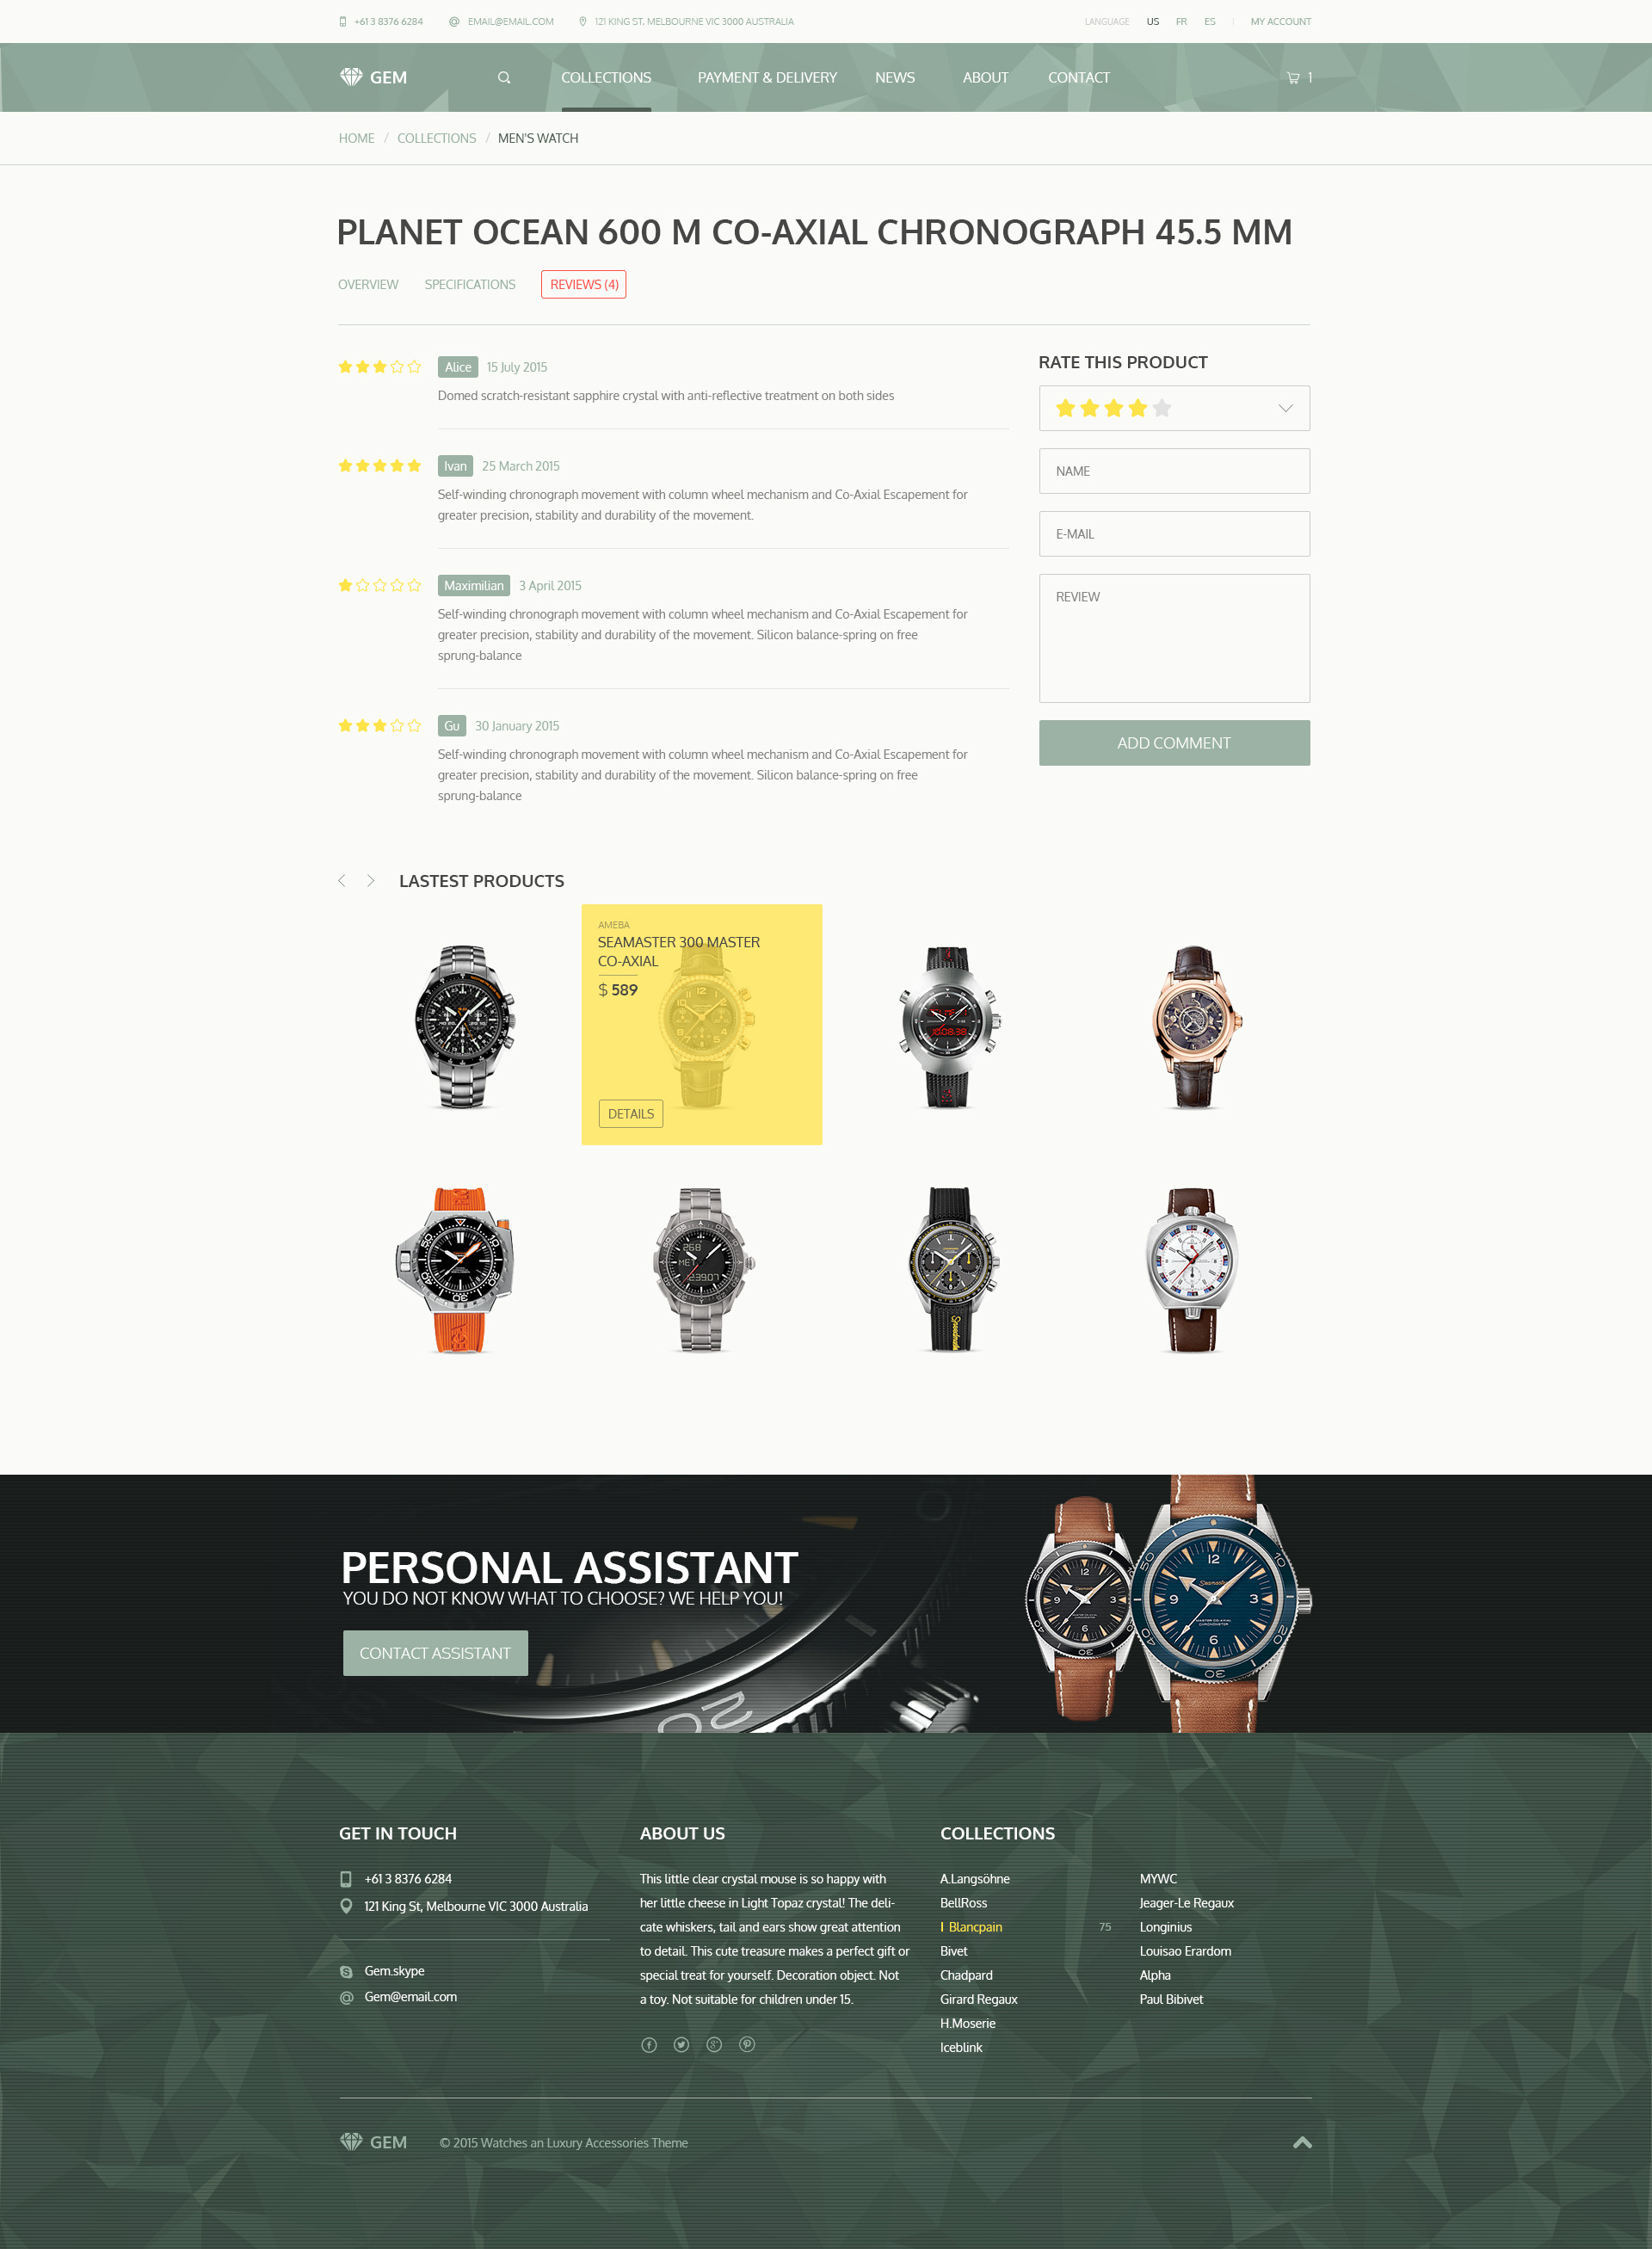 +61 3 8376 6284
EMAIL@EMAIL.COM
121 KING ST, MELBOURNE VIC 3000 AUSTRALIA
LANGUAGE US FR ES | MY ACCOUNT
GEM
COLLECTIONS
PAYMENT & DELIVERY
NEWS
ABOUT
CONTACT
1
HOME / COLLECTIONS / MEN'S WATCH
PLANET OCEAN 600 M CO-AXIAL CHRONOGRAPH 45.5 MM
OVERVIEW
SPECIFICATIONS
REVIEWS (4)
Alice 15 July 2015
Domed scratch-resistant sapphire crystal with anti-reflective treatment on both sides
Ivan 25 March 2015
Self-winding chronograph movement with column wheel mechanism and Co-Axial Escapement for
greater precision, stability and durability of the movement.
Maximilian 3 April 2015
Self-winding chronograph movement with column wheel mechanism and Co-Axial Escapement for
greater precision, stability and durability of the movement. Silicon balance-spring on free
sprung-balance
Gu 30 January 2015
Self-winding chronograph movement with column wheel mechanism and Co-Axial Escapement for
greater precision, stability and durability of the movement. Silicon balance-spring on free
sprung-balance
RATE THIS PRODUCT
NAME
E-MAIL
REVIEW
ADD COMMENT
LASTEST PRODUCTS
AMEBA
SEAMASTER 300 MASTER
CO-AXIAL
$ 589
DETAILS
PERSONAL ASSISTANT
YOU DO NOT KNOW WHAT TO CHOOSE? WE HELP YOU!
CONTACT ASSISTANT
GET IN TOUCH
+61 3 8376 6284
121 King St, Melbourne VIC 3000 Australia
Gem.skype
Gem@email.com
ABOUT US
This little clear crystal mouse is so happy with
her little cheese in Light Topaz crystal! The deli-
cate whiskers, tail and ears show great attention
to detail. This cute treasure makes a perfect gift or
special treat for yourself. Decoration object. Not
a toy. Not suitable for children under 15.
COLLECTIONS
A.Langsöhne
BellRoss
Blancpain 75
Bivet
Chadpard
Girard Regaux
H.Moserie
Iceblink
MYWC
Jeager-Le Regaux
Longinius
Louisao Erardom
Alpha
Paul Bibivet
GEM
© 2015 Watches an Luxury Accessories Theme